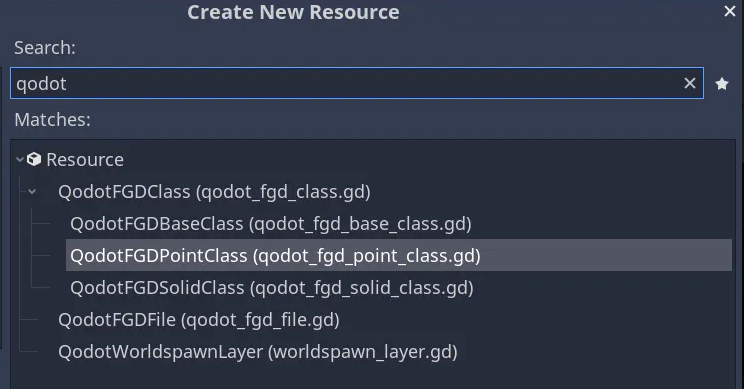 Create New Resource
Search:
qodot
Matches:
Resource
QodotFGDClass (qodot_fgd_class.gd)
QodotFGDBaseClass (qodot_fgd_base_class.gd)
QodotFGDPointClass (qodot_fgd_point_class.gd)
QodotFGDSolidClass (qodot_fgd_solid_class.gd)
QodotFGDFile (qodot_fgd_file.gd)
QodotWorldspawnLayer (worldspawn_layer.gd)